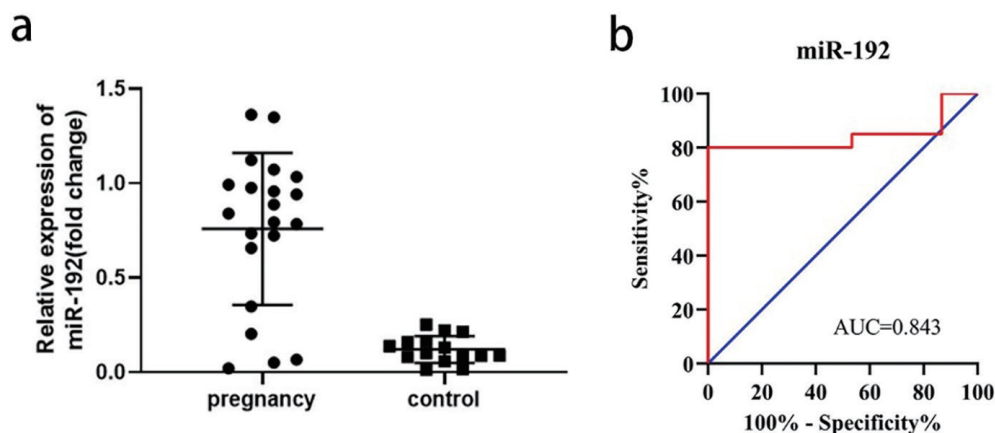 a
Relative expression of
miR-192(fold change)
1.5
1.0
0.5
0.0
pregnancy
control
b
miR-192
Sensitivity%
100
80
60
40
20
0
AUC=0.843
0 20 40 60 80 100
100% - Specificity%